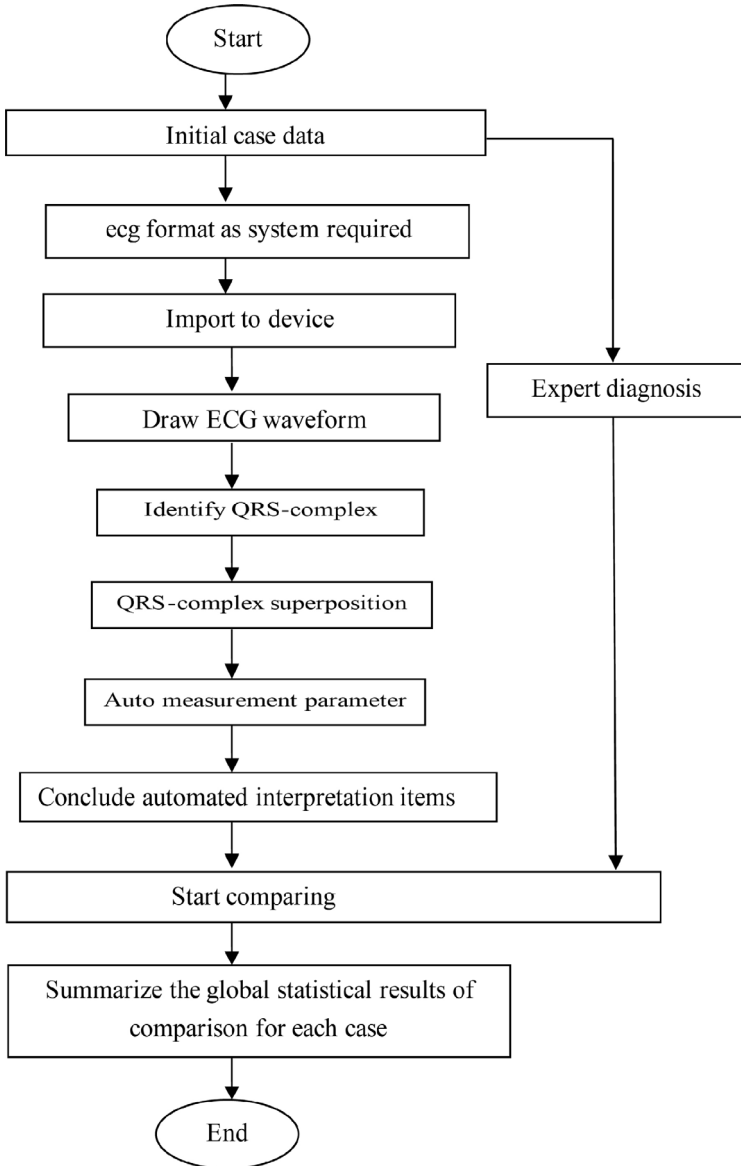 Start
Initial case data
ecg format as system required
Import to device
Expert diagnosis
Draw ECG waveform
Identify QRS-complex
QRS-complex superposition
Auto measurement parameter
Conclude automated interpretation items
Start comparing
Summarize the global statistical results of
comparison for each case
End